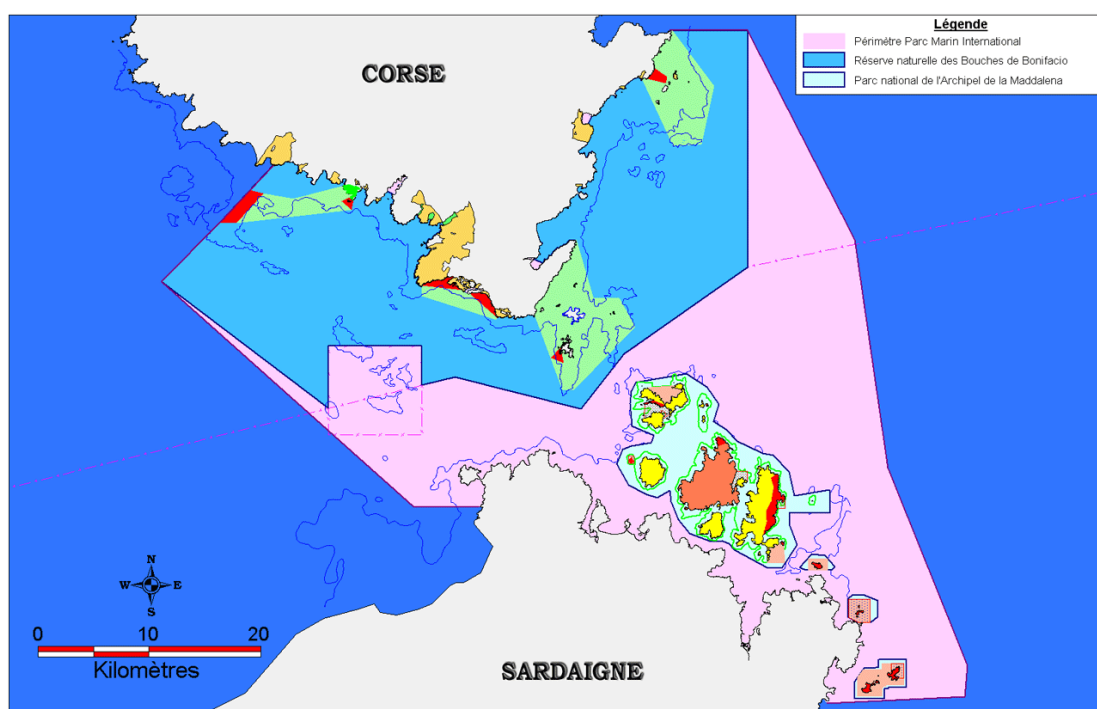 Légende
Périmètre Parc Marin International
Réserve naturelle des Bouches de Bonifacio
Parc national de l'Archipel de la Maddalena
CORSE
N
W E
S
0 10 20
Kilomètres
SARDAIGNE